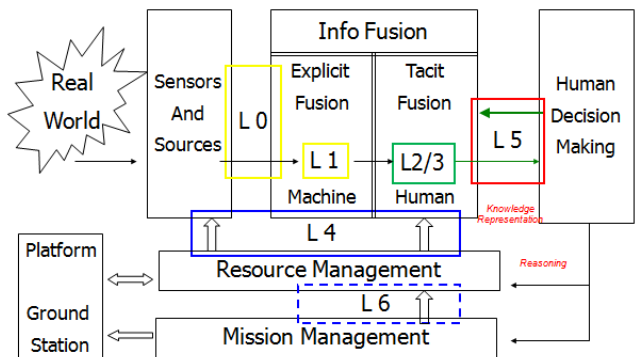 Info Fusion
Real
World
Sensors
And
Sources
L 0
Explicit
Fusion
L 1
Machine
Tacit
Fusion
L2/3
Human
L 5
Knowledge
Representation
Human
Decision
Making
L 4
Platform
Ground
Station
Resource Management
Reasoning
L 6
Mission Management